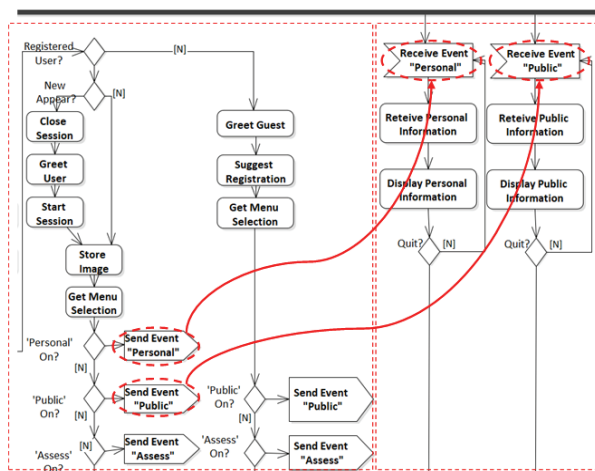 Registered
User?
[N]
New
Appear?
[N]
Close
Session
Greet
User
Start
Session
Store
Image
Get Menu
Selection
'Personal'
On?
Send Event
"Personal"
[N]
'Public'
On?
Send Event
"Public"
[N]
'Assess'
On?
Send Event
"Assess"
Greet Guest
Suggest
Registration
Get Menu
Selection
'Public'
On?
Send Event
"Public"
[N]
'Assess'
On?
Send Event
"Assess"
Receive Event
"Personal"
Reteive Personal
Information
Display Personal
Information
Quit?
[N]
Receive Event
"Public"
Reteive Public
Information
Display Public
Information
Quit?
[N]